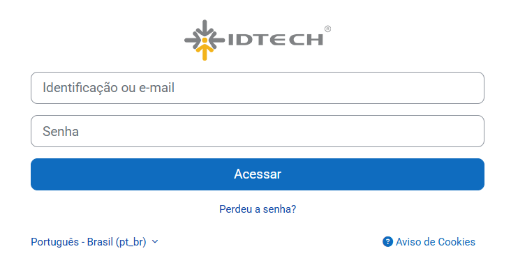 IDTECH®
Identificação ou e-mail
Senha
Acessar
Perdeu a senha?
Português - Brasil (pt_br)
? Aviso de Cookies